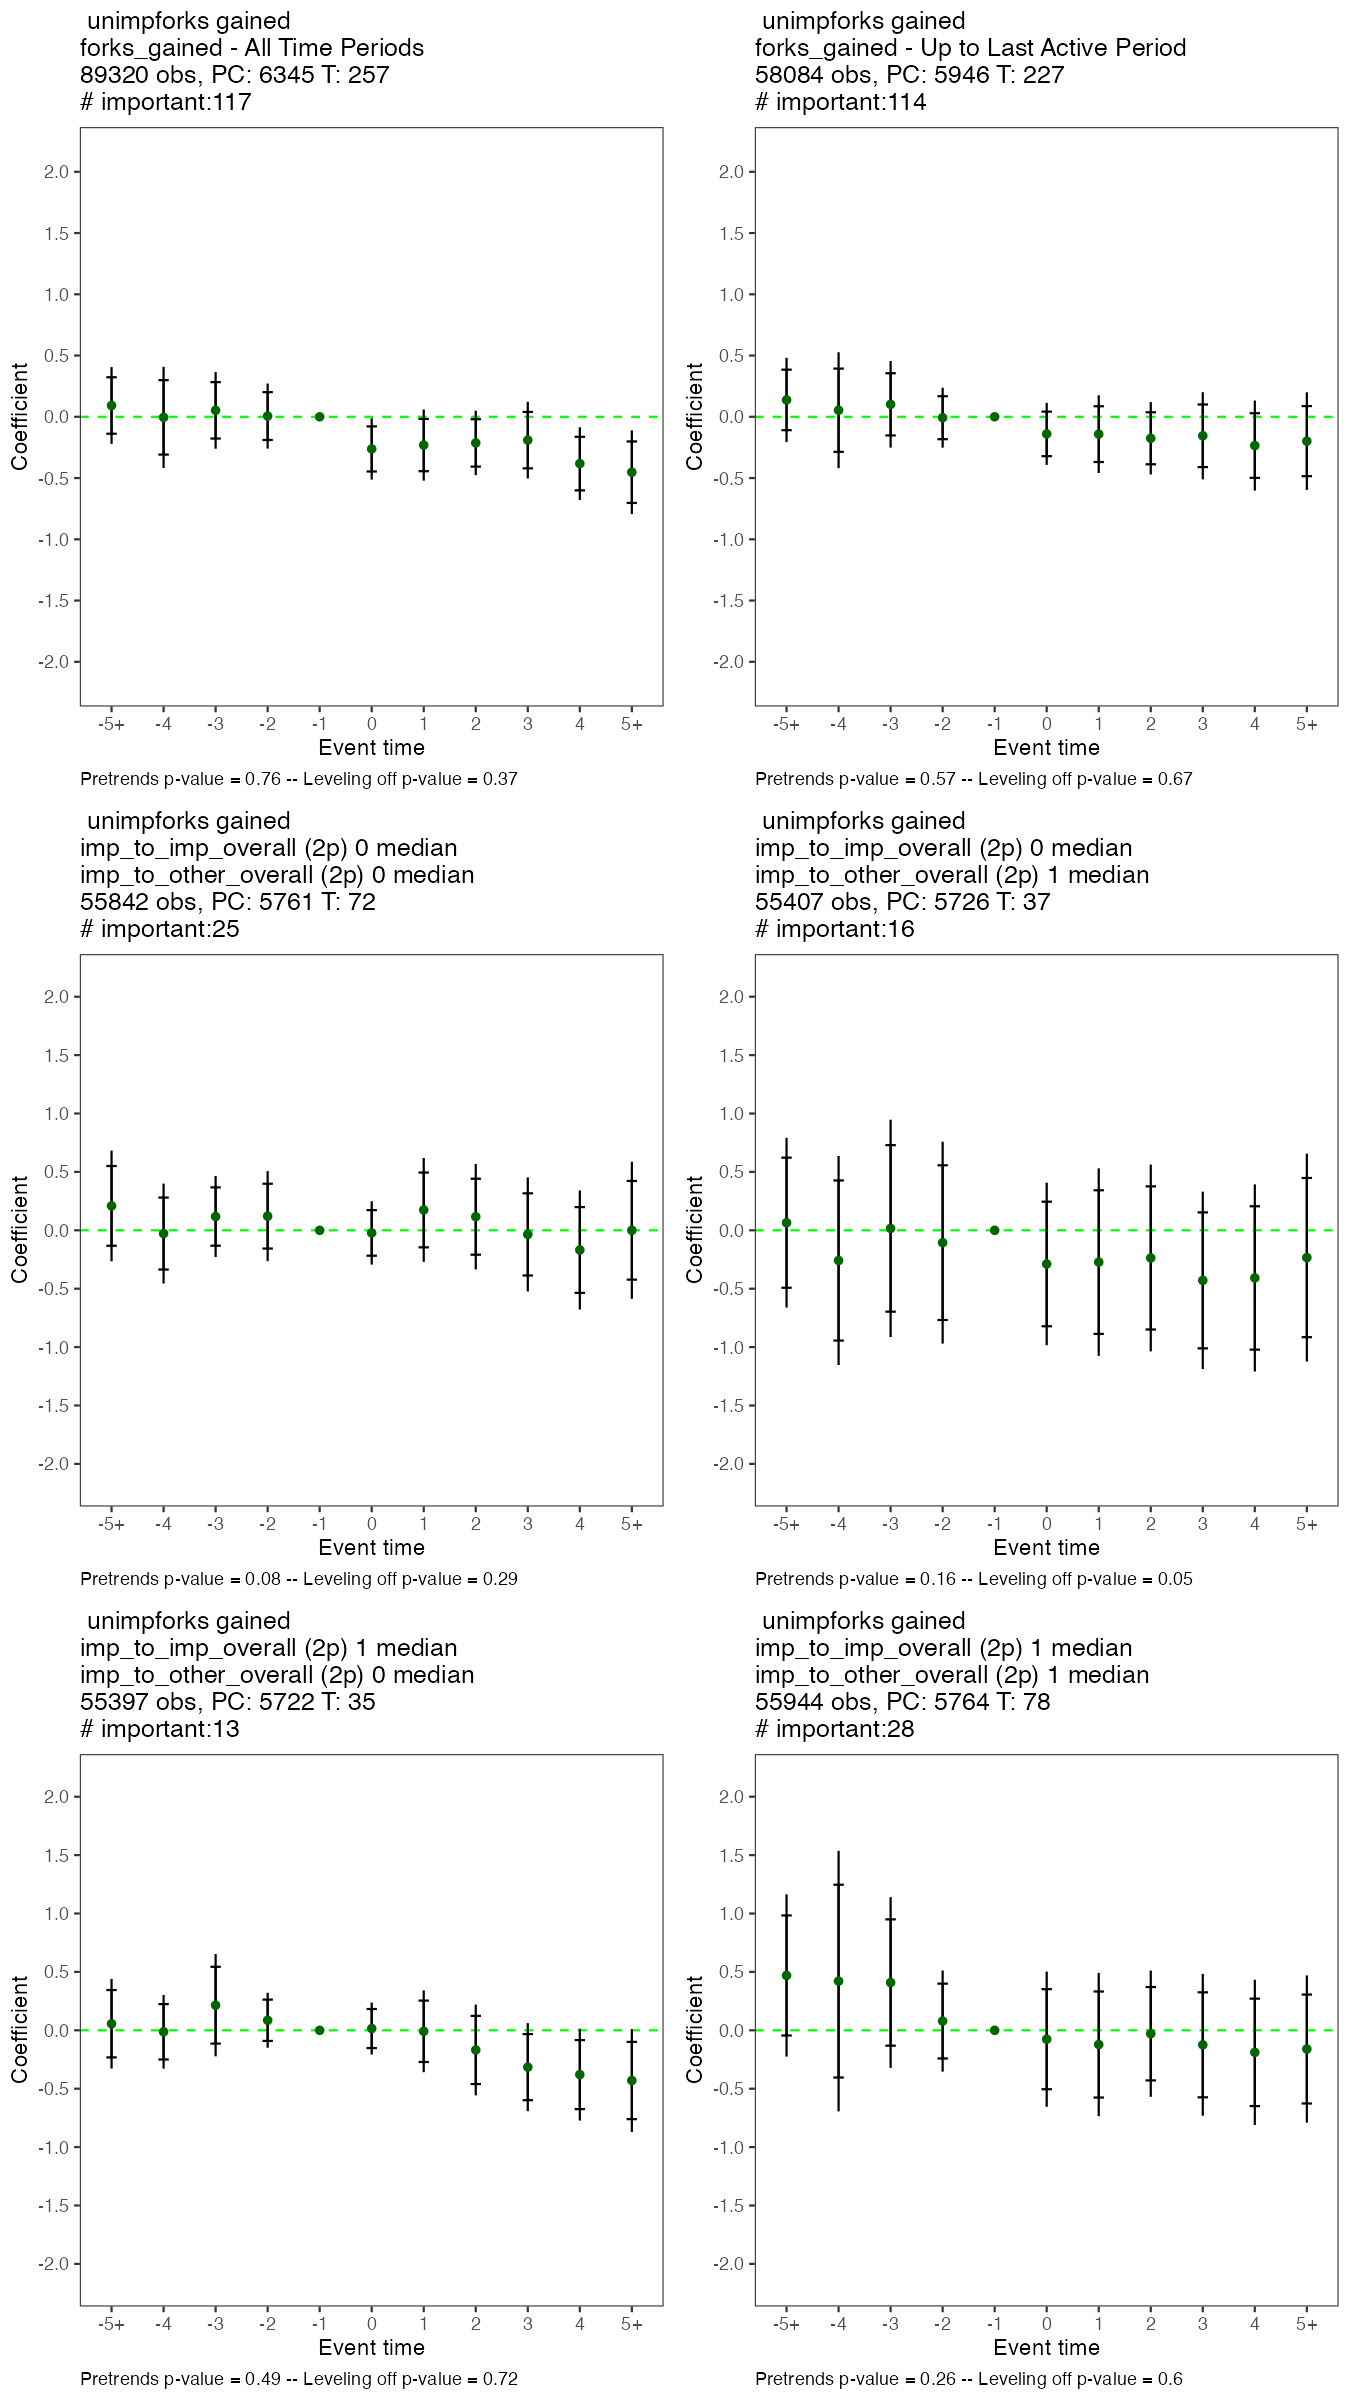 unimpforks gained
forks_gained - All Time Periods
89320 obs, PC: 6345 T: 257
# important:117
2.0
1.5
1.0
0.5
0.0
-0.5
-1.0
-1.5
-2.0
Coefficient
-5+ -4 -3 -2 -1 0 1 2 3 4 5+
Event time
Pretrends p-value = 0.76 -- Leveling off p-value = 0.37
unimpforks gained
forks_gained - Up to Last Active Period
58084 obs, PC: 5946 T: 227
# important:114
2.0
1.5
1.0
0.5
0.0
-0.5
-1.0
-1.5
-2.0
Coefficient
-5+ -4 -3 -2 -1 0 1 2 3 4 5+
Event time
Pretrends p-value = 0.57 -- Leveling off p-value = 0.67
unimpforks gained
imp_to_imp_overall (2p) 0 median
imp_to_other_overall (2p) 0 median
55842 obs, PC: 5761 T: 72
# important:25
2.0
1.5
1.0
0.5
0.0
-0.5
-1.0
-1.5
-2.0
Coefficient
-5+ -4 -3 -2 -1 0 1 2 3 4 5+
Event time
Pretrends p-value = 0.08 -- Leveling off p-value = 0.29
unimpforks gained
imp_to_imp_overall (2p) 0 median
imp_to_other_overall (2p) 1 median
55407 obs, PC: 5726 T: 37
# important:16
2.0
1.5
1.0
0.5
0.0
-0.5
-1.0
-1.5
-2.0
Coefficient
-5+ -4 -3 -2 -1 0 1 2 3 4 5+
Event time
Pretrends p-value = 0.16 -- Leveling off p-value = 0.05
unimpforks gained
imp_to_imp_overall (2p) 1 median
imp_to_other_overall (2p) 0 median
55397 obs, PC: 5722 T: 35
# important:13
2.0
1.5
1.0
0.5
0.0
-0.5
-1.0
-1.5
-2.0
Coefficient
-5+ -4 -3 -2 -1 0 1 2 3 4 5+
Event time
Pretrends p-value = 0.49 -- Leveling off p-value = 0.72
unimpforks gained
imp_to_imp_overall (2p) 1 median
imp_to_other_overall (2p) 1 median
55944 obs, PC: 5764 T: 78
# important:28
2.0
1.5
1.0
0.5
0.0
-0.5
-1.0
-1.5
-2.0
Coefficient
-5+ -4 -3 -2 -1 0 1 2 3 4 5+
Event time
Pretrends p-value = 0.26 -- Leveling off p-value = 0.6